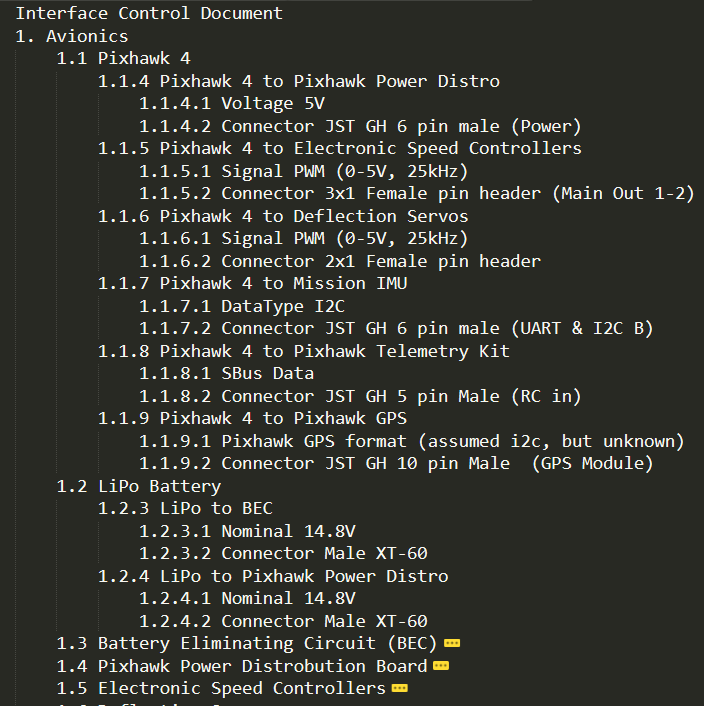 Interface Control Document
1. Avionics
1.1 Pixhawk 4
1.1.4 Pixhawk 4 to Pixhawk Power Distro
1.1.4.1 Voltage 5V
1.1.4.2 Connector JST GH 6 pin male (Power)
1.1.5 Pixhawk 4 to Electronic Speed Controllers
1.1.5.1 Signal PWM (0-5V, 25kHz)
1.1.5.2 Connector 3x1 Female pin header (Main Out 1-2)
1.1.6 Pixhawk 4 to Deflection Servos
1.1.6.1 Signal PWM (0-5V, 25kHz)
1.1.6.2 Connector 2x1 Female pin header
1.1.7 Pixhawk 4 to Mission IMU
1.1.7.1 DataType I2C
1.1.7.2 Connector JST GH 6 pin male (UART & I2C B)
1.1.8 Pixhawk 4 to Pixhawk Telemetry Kit
1.1.8.1 SBus Data
1.1.8.2 Connector JST GH 5 pin Male (RC in)
1.1.9 Pixhawk 4 to Pixhawk GPS
1.1.9.1 Pixhawk GPS format (assumed i2c, but unknown)
1.1.9.2 Connector JST GH 10 pin Male  (GPS Module)
1.2 LiPo Battery
1.2.3 LiPo to BEC
1.2.3.1 Nominal 14.8V
1.2.3.2 Connector Male XT-60
1.2.4 LiPo to Pixhawk Power Distro
1.2.4.1 Nominal 14.8V
1.2.4.2 Connector Male XT-60
1.3 Battery Eliminating Circuit (BEC)
1.4 Pixhawk Power Distrobution Board
1.5 Electronic Speed Controllers